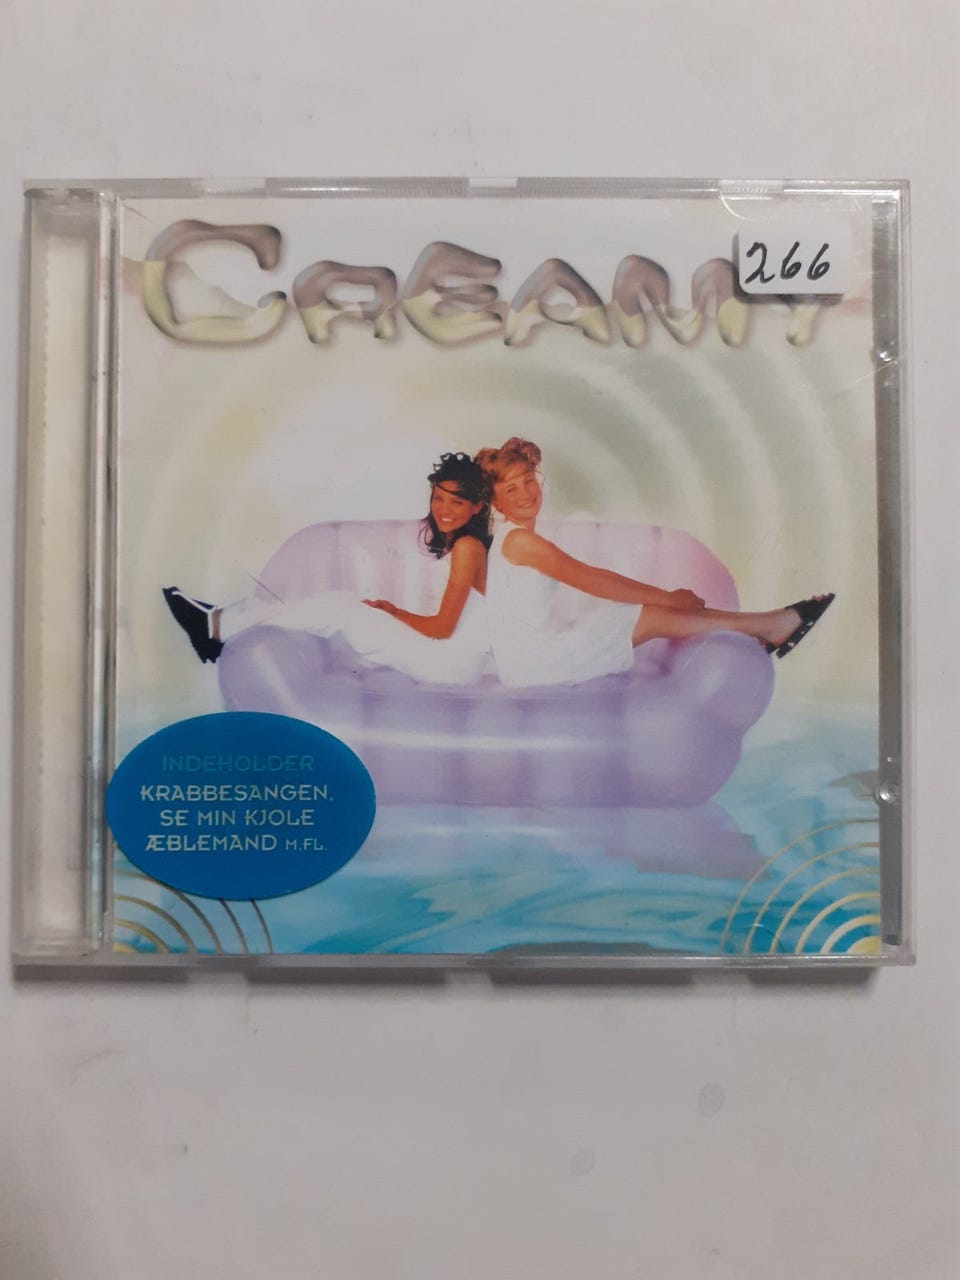 CREAMY
266
INDEHOLDER
KRABBESANGEN,
SE MIN KJOLE
ÆBLEMAND M.FL.